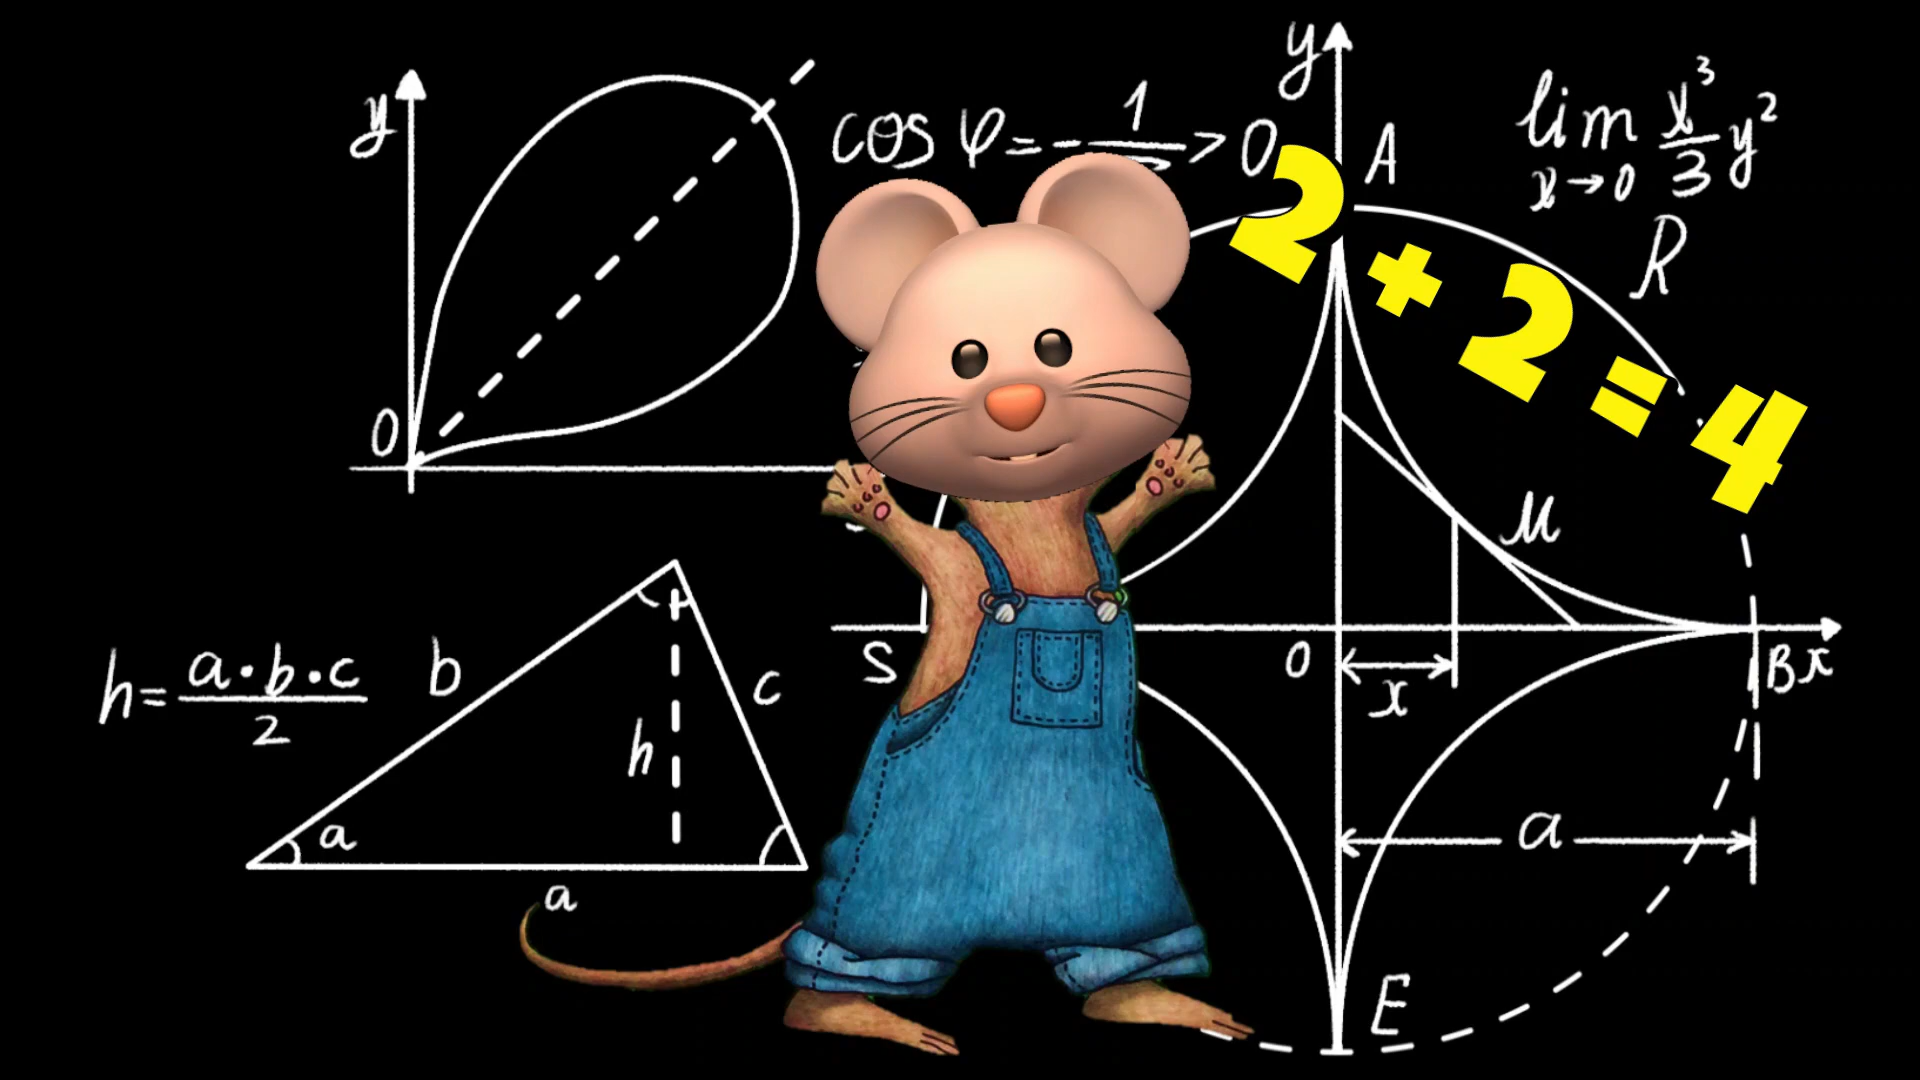 y
cos φ = - 1 > 0
y
A
lim x³/3 y²
x→0
2 + 2 = 4
R
0
M
h = a·b·c / 2
b
c
S
0
x
B x
h
a
a
a
E